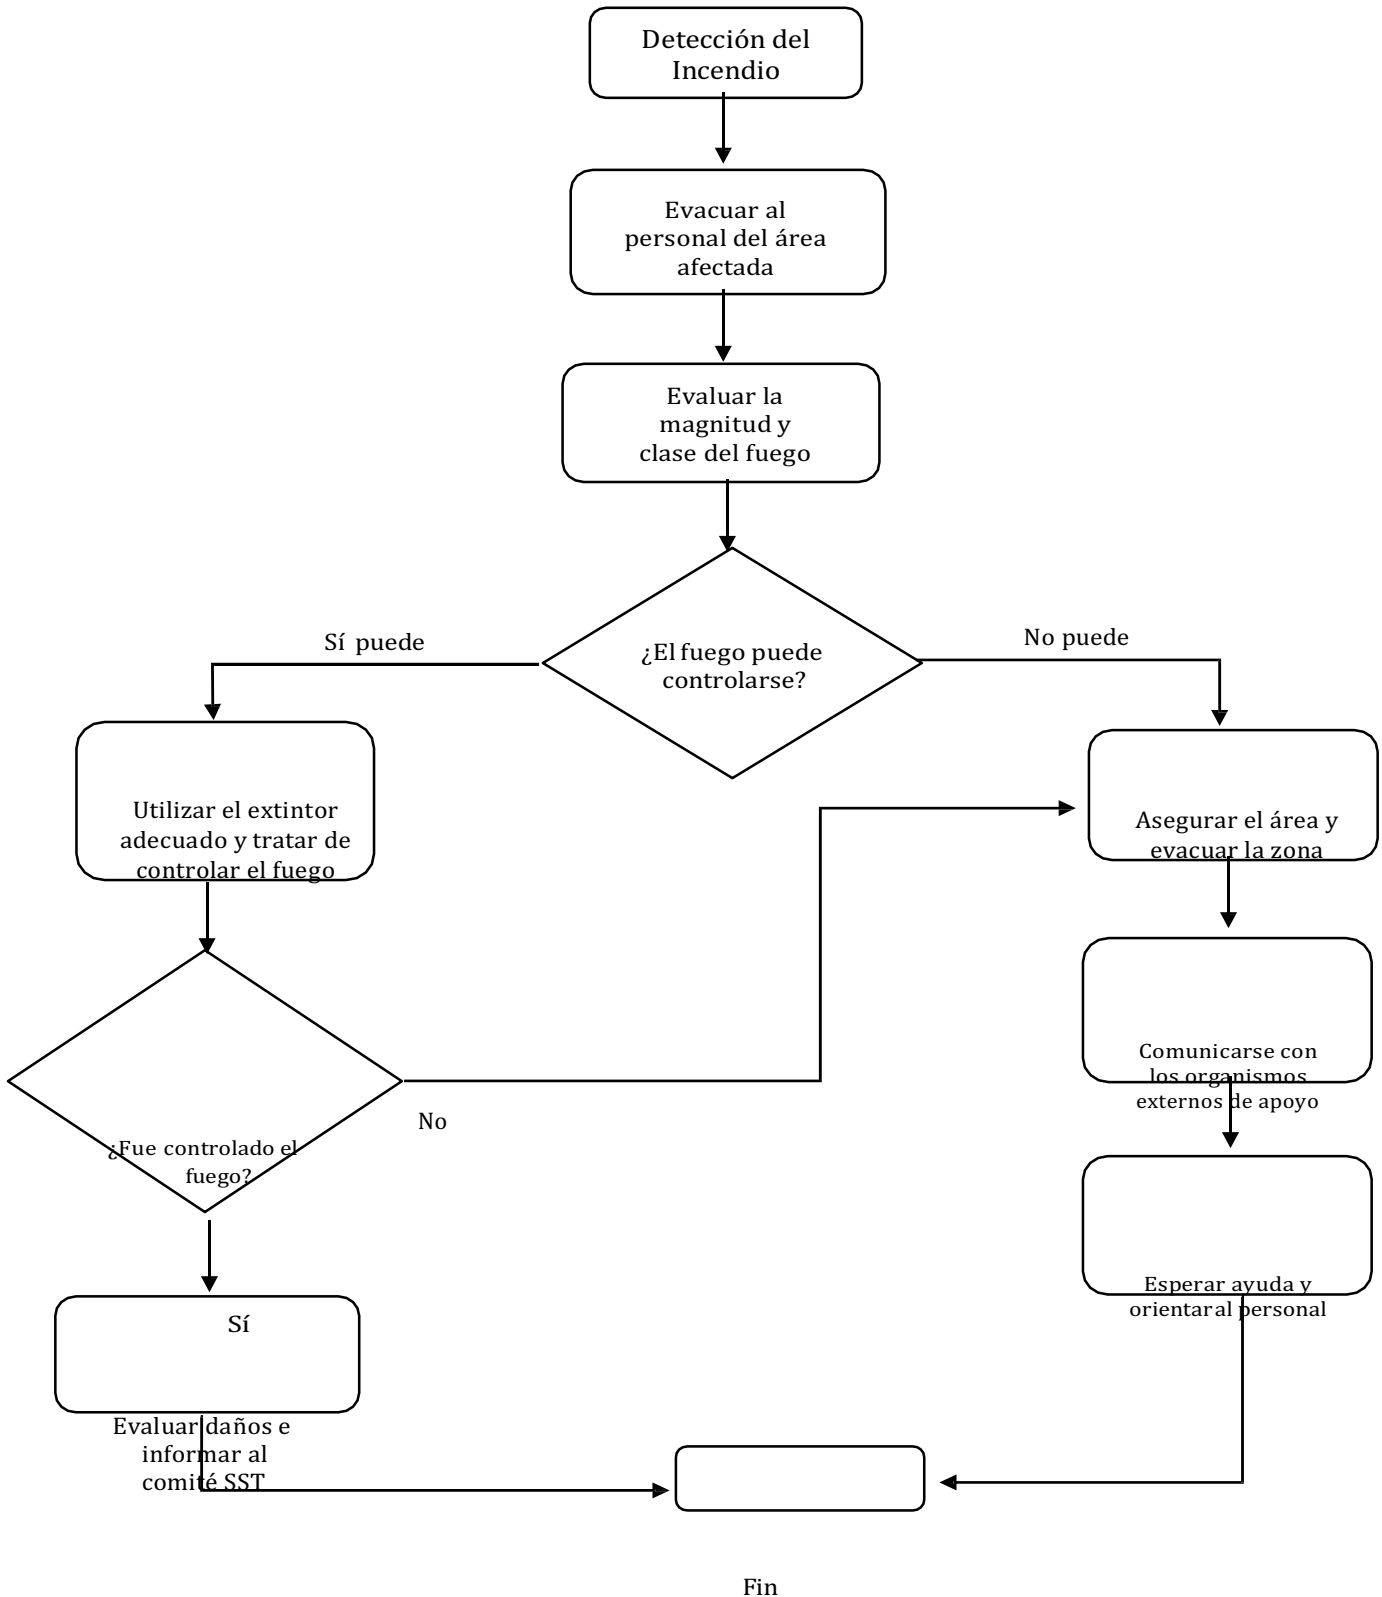 Detección del
Incendio
Evacuar al
personal del área
afectada
Evaluar la
magnitud y
clase del fuego
¿El fuego puede
controlarse?
Sí puede
No puede
Utilizar el extintor
adecuado y tratar de
controlar el fuego
Asegurar el área y
evacuar la zona
¿Fue controlado el
fuego?
No
Comunicarse con
los organismos
externos de apoyo
Sí
Esperar ayuda y
orientaral personal
Evaluar daños e
informar al
comité SST
Fin